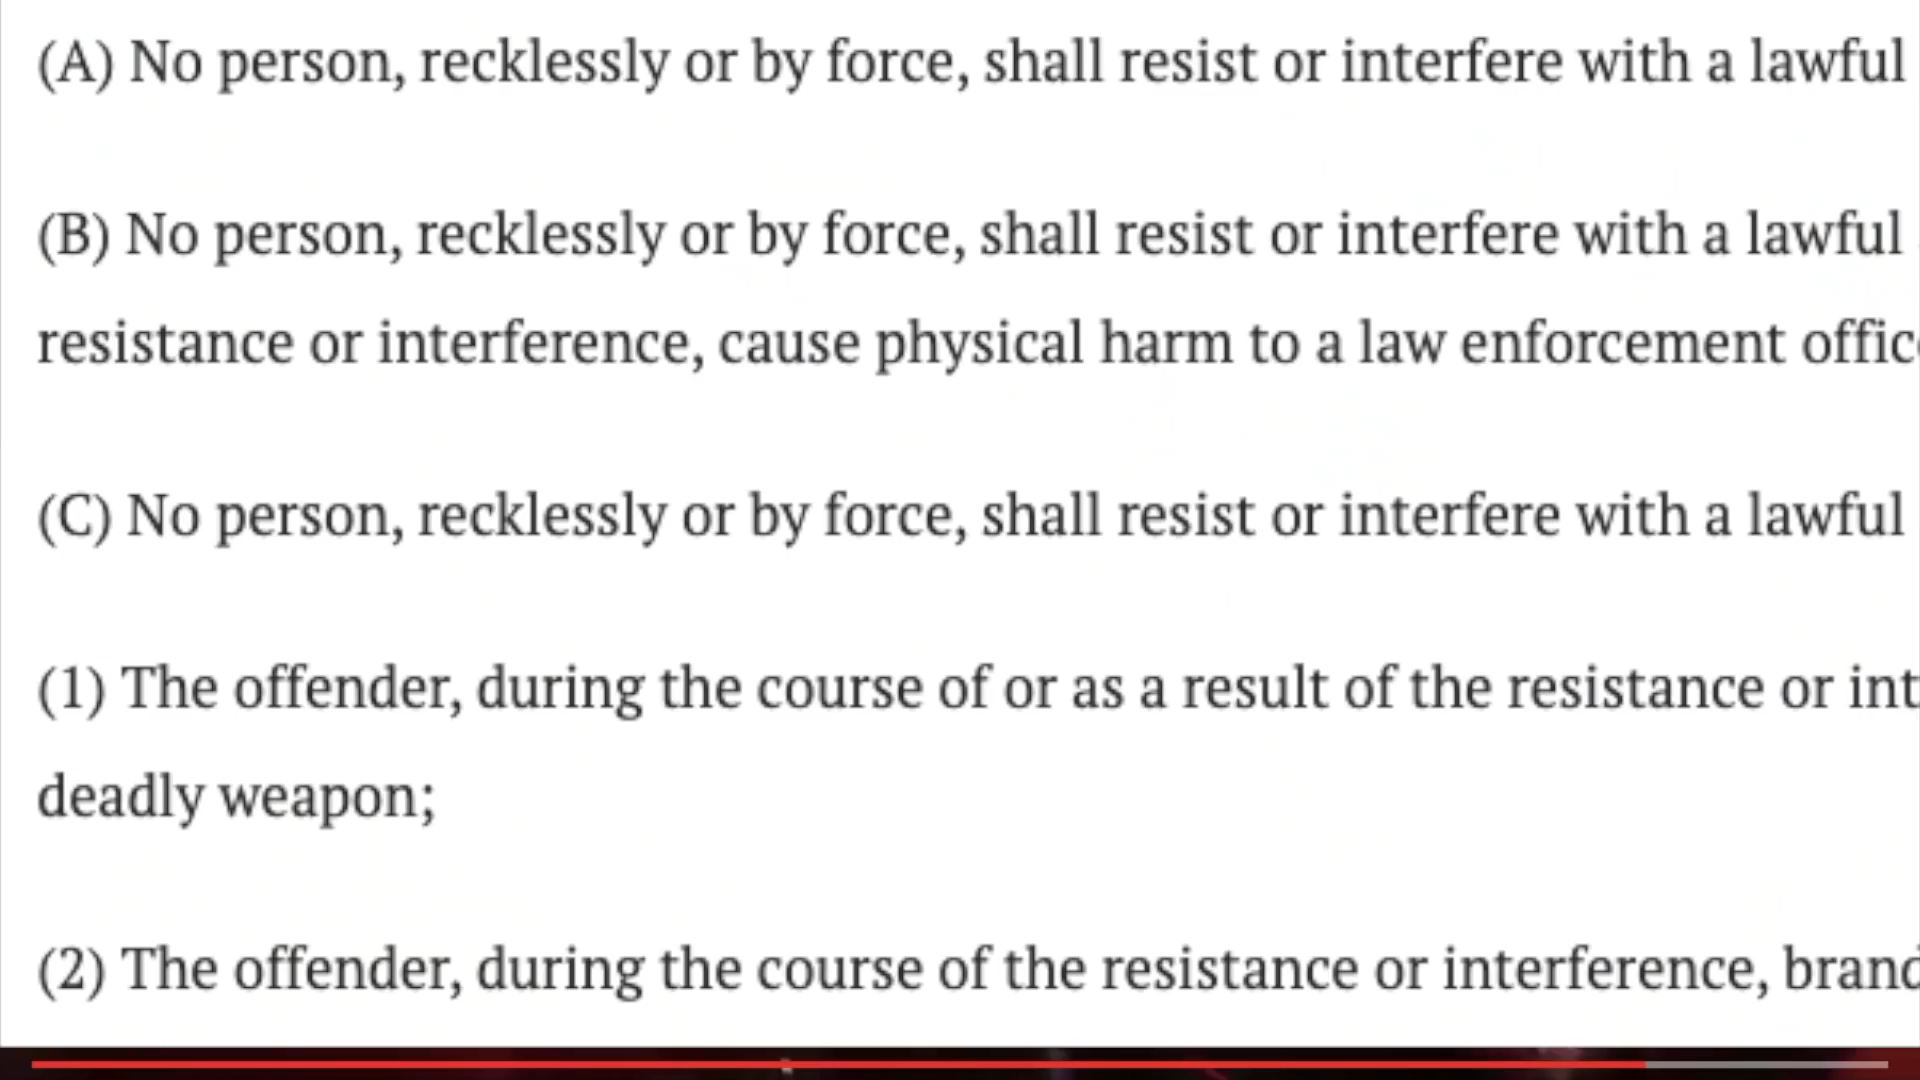 (A) No person, recklessly or by force, shall resist or interfere with a lawful
(B) No person, recklessly or by force, shall resist or interfere with a lawful
resistance or interference, cause physical harm to a law enforcement
(C) No person, recklessly or by force, shall resist or interfere with a lawful
(1) The offender, during the course of or as a result of the resistance or
deadly weapon;
(2) The offender, during the course of the resistance or interference,